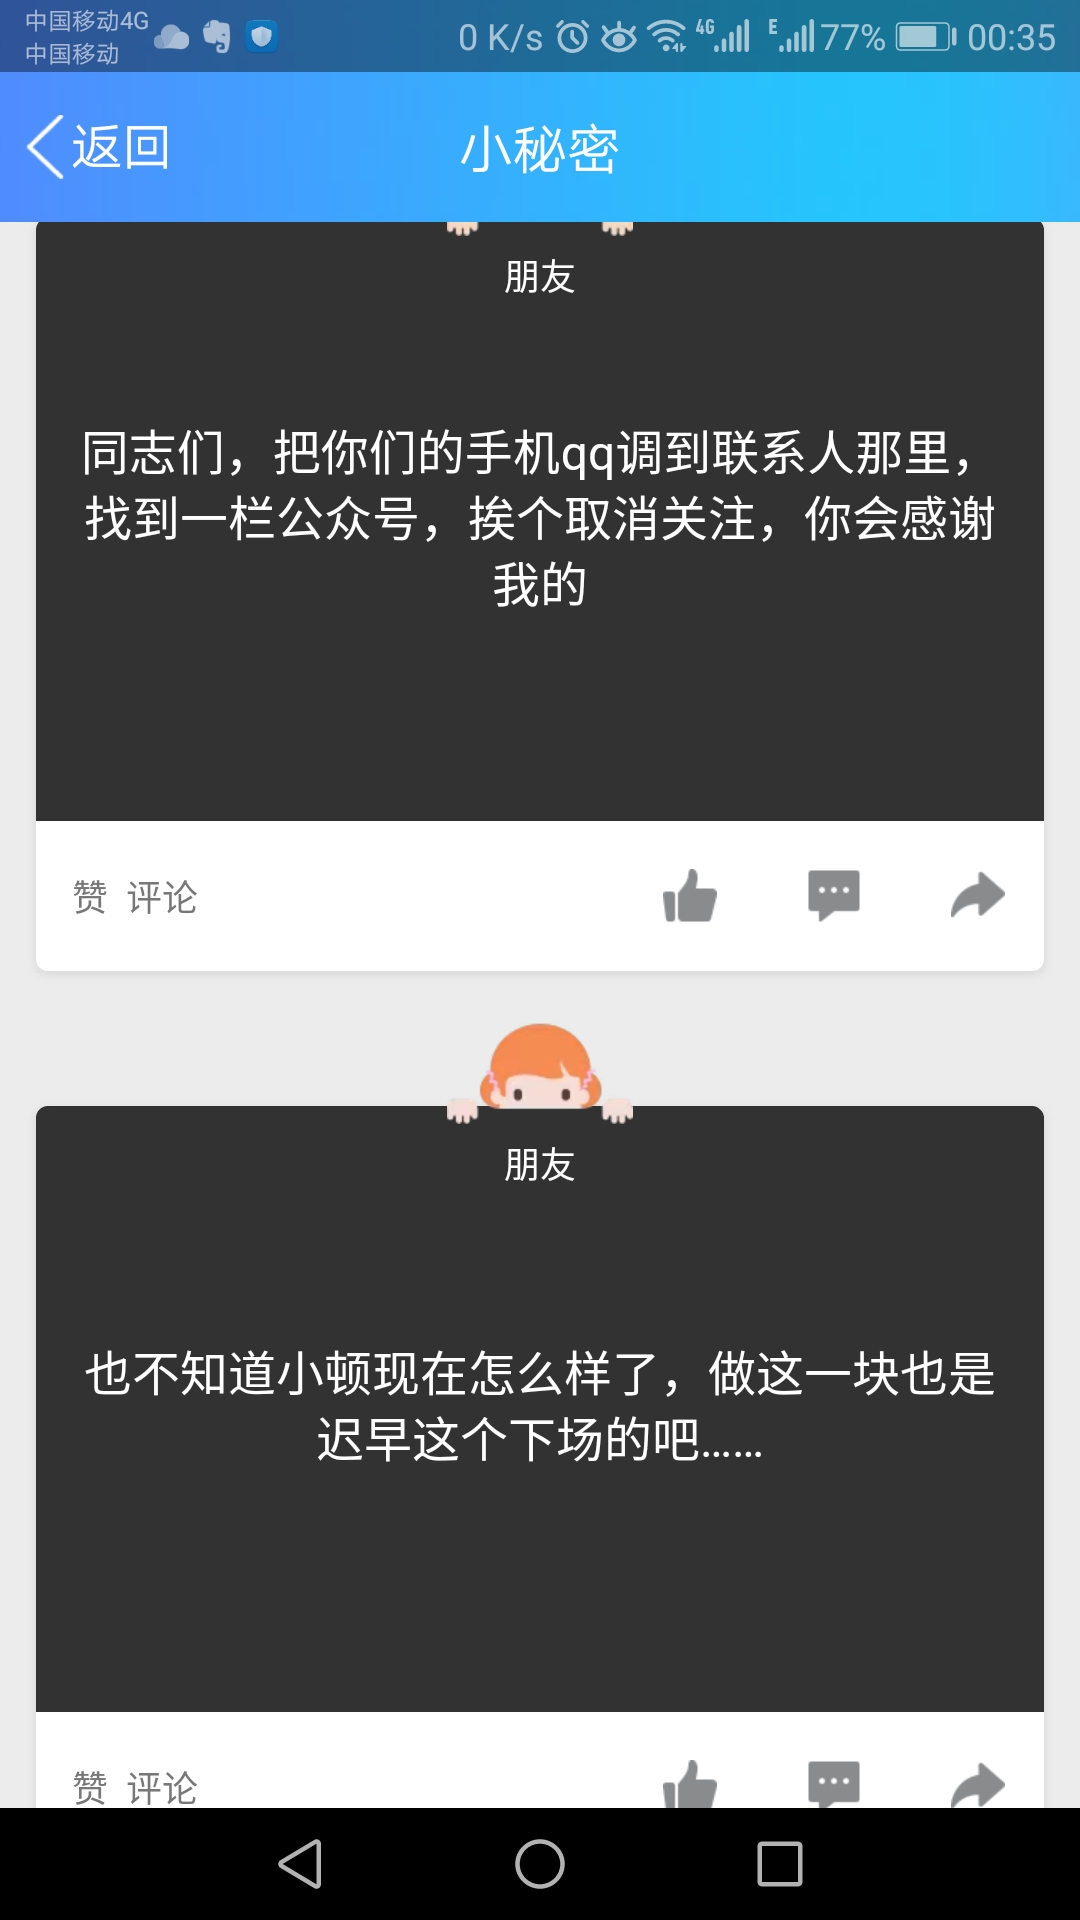 中国移动4G
中国移动
0 K/s 4G E 77% 00:35
返回
小秘密
朋友
同志们，把你们的手机qq调到联系人那里，
找到一栏公众号，挨个取消关注，你会感谢
我的
赞 评论
朋友
也不知道小顿现在怎么样了，做这一块也是
迟早这个下场的吧……
赞 评论